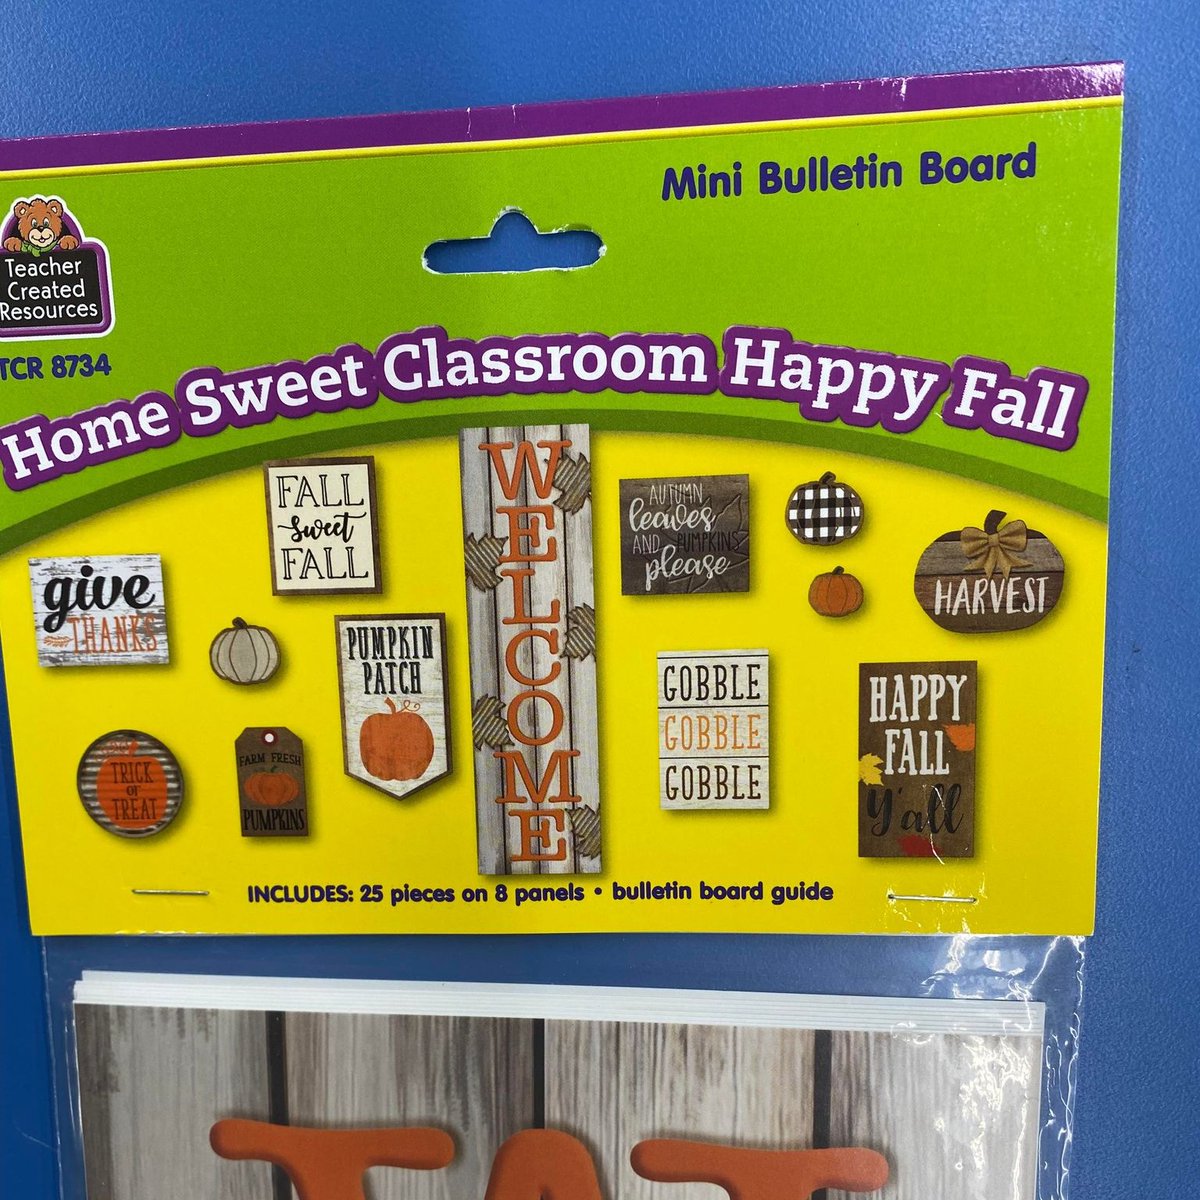 Mini Bulletin Board
Teacher
Created
Resources
TCR 8734
Home Sweet Classroom Happy Fall
FALL
sweet
FALL
give
THANKS
PUMPKIN
PATCH
TRICK
or
TREAT
FARM FRESH
PUMPKINS
WELCOME
AUTUMN
leaves
AND PUMPKINS
please
HARVEST
GOBBLE
GOBBLE
GOBBLE
HAPPY
FALL
Y'all
INCLUDES: 25 pieces on 8 panels • bulletin board guide
W